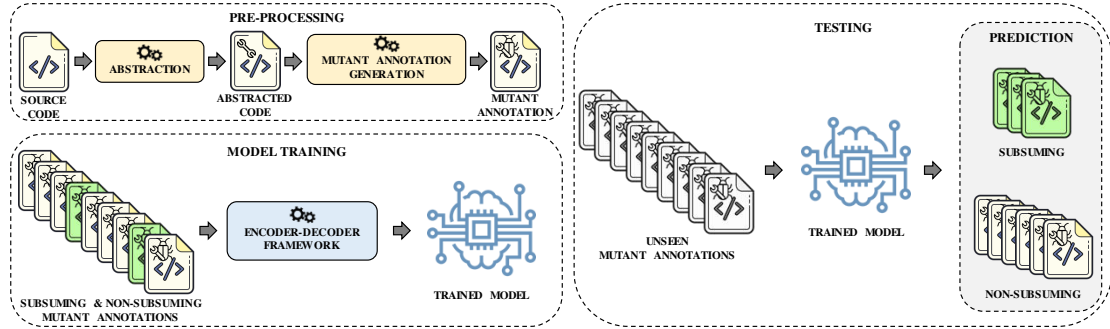 PRE-PROCESSING
SOURCE
CODE
ABSTRACTION
ABSTRACTED
CODE
MUTANT ANNOTATION
GENERATION
MUTANT
ANNOTATION
MODEL TRAINING
SUBSUMING & NON-SUBSUMING
MUTANT ANNOTATIONS
ENCODER-DECODER
FRAMEWORK
TRAINED MODEL
TESTING
UNSEEN
MUTANT ANNOTATIONS
TRAINED MODEL
PREDICTION
SUBSUMING
NON-SUBSUMING